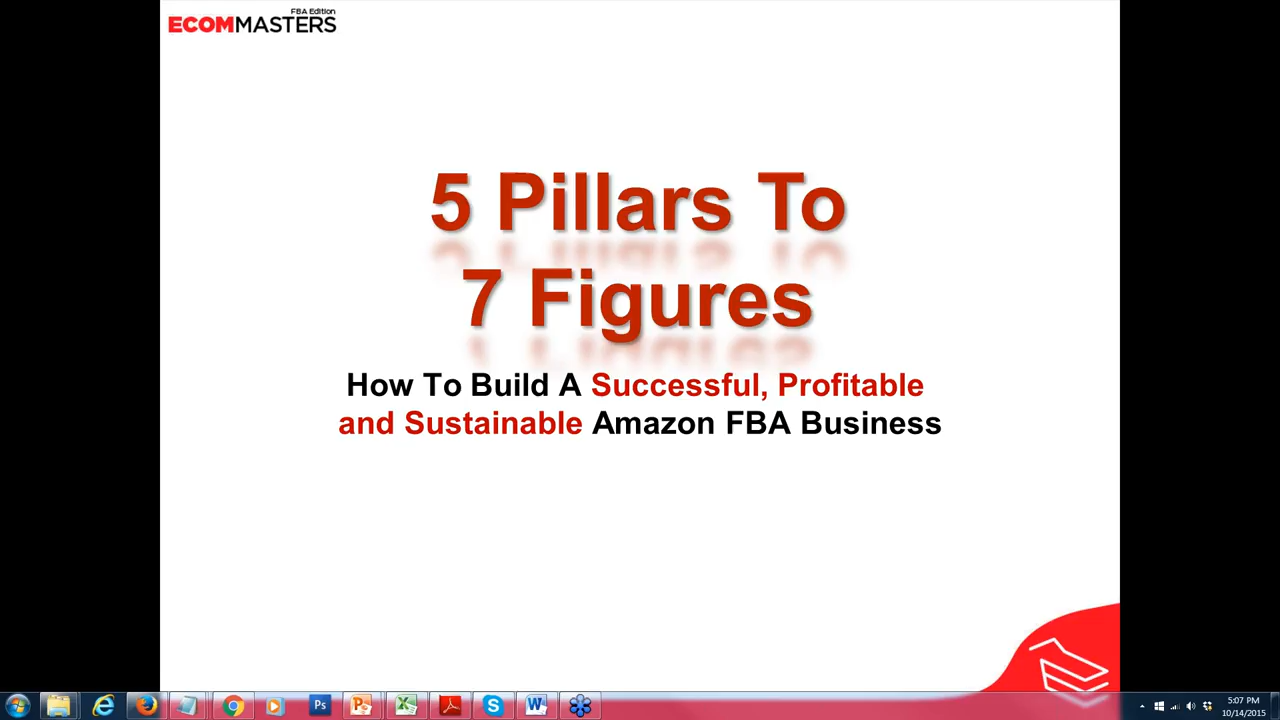 FBA Edition
ECOMMASTERS
5 Pillars To
7 Figures
How To Build A Successful, Profitable
and Sustainable Amazon FBA Business
Ps
5:07 PM
10/14/2015